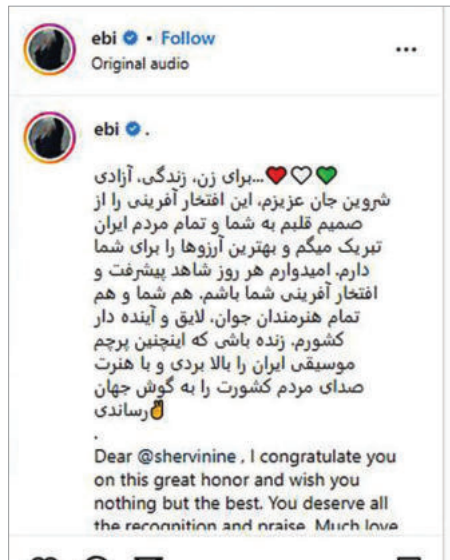 ebi • Follow
Original audio
ebi .
💚🤍❤️...برای زن، زندگی، آزادی
شروین جان عزیزم، این افتخار آفرینی را از
صمیم قلبم به شما و تمام مردم ایران
تبریک میگم و بهترین آرزوها را برای شما
دارم. امیدوارم هر روز شاهد پیشرفت و
افتخار آفرینی شما باشم. هم شما و هم
تمام هنرمندان جوان، لایق و آینده دار
کشورم. زنده باشی که اینچنین پرچم
موسیقی ایران را بالا بردی و با هنرت
صدای مردم کشورت را به گوش جهان
رساندی✌
.
Dear @shervinine , I congratulate you
on this great honor and wish you
nothing but the best. You deserve all
the recognition and praise. Much love